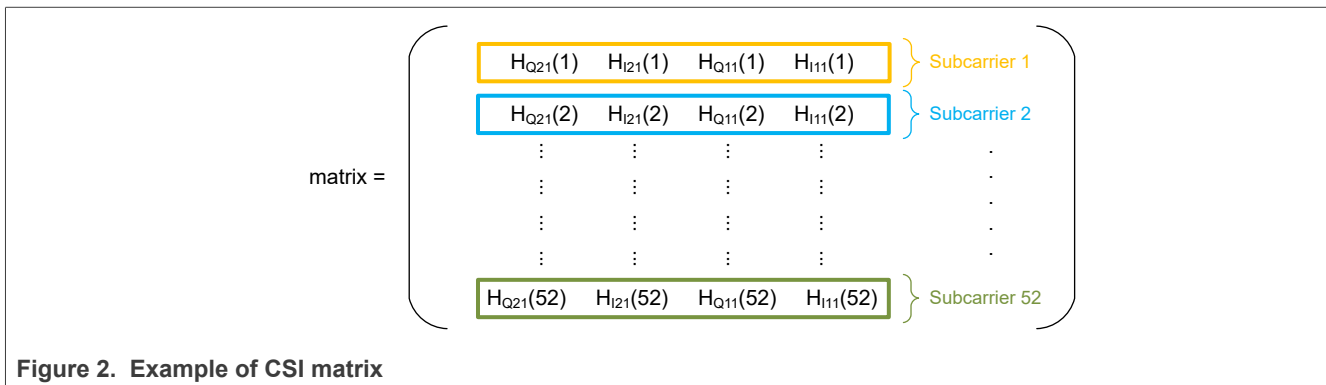 H_Q21(1) H_I21(1) H_Q11(1) H_I11(1) Subcarrier 1
H_Q21(2) H_I21(2) H_Q11(2) H_I11(2) Subcarrier 2
matrix =
H_Q21(52) H_I21(52) H_Q11(52) H_I11(52) Subcarrier 52
Figure 2. Example of CSI matrix